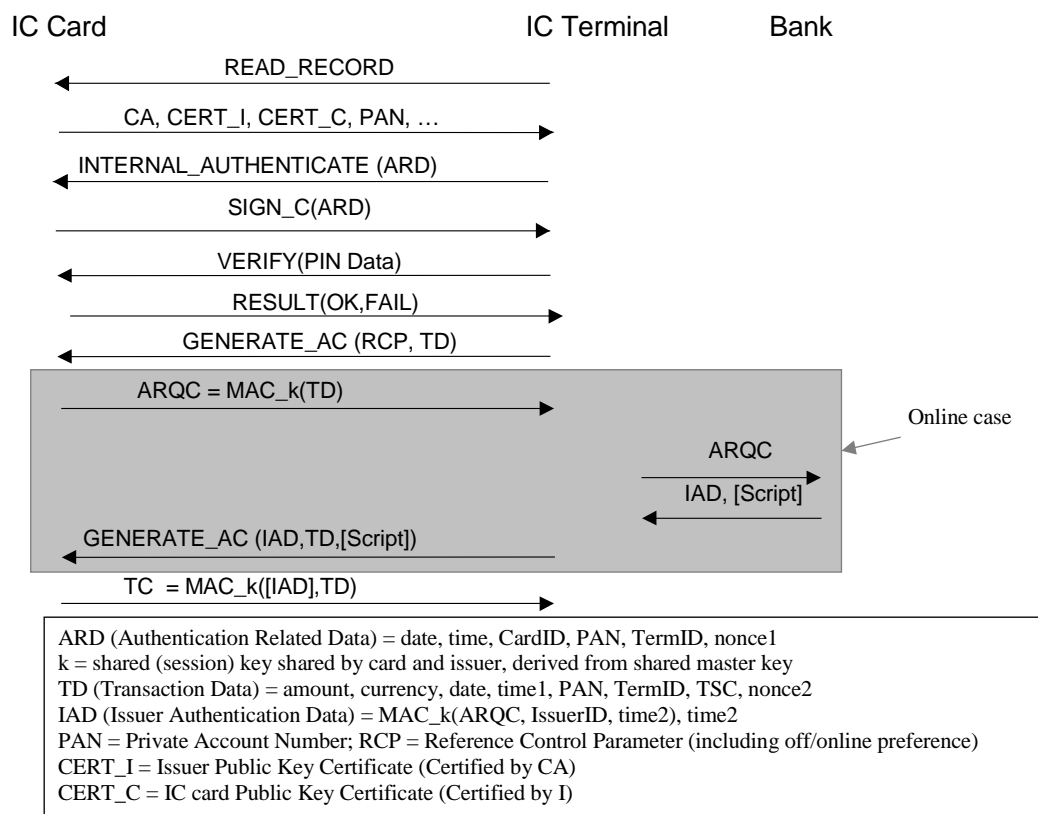 IC Card IC Terminal Bank
READ_RECORD
CA, CERT_I, CERT_C, PAN, …
INTERNAL_AUTHENTICATE (ARD)
SIGN_C(ARD)
VERIFY(PIN Data)
RESULT(OK,FAIL)
GENERATE_AC (RCP, TD)
ARQC = MAC_k(TD)
Online case
ARQC
IAD, [Script]
GENERATE_AC (IAD,TD,[Script])
TC = MAC_k([IAD],TD)
ARD (Authentication Related Data) = date, time, CardID, PAN, TermID, nonce1
k = shared (session) key shared by card and issuer, derived from shared master key
TD (Transaction Data) = amount, currency, date, time1, PAN, TermID, TSC, nonce2
IAD (Issuer Authentication Data) = MAC_k(ARQC, IssuerID, time2), time2
PAN = Private Account Number; RCP = Reference Control Parameter (including off/online preference)
CERT_I = Issuer Public Key Certificate (Certified by CA)
CERT_C = IC card Public Key Certificate (Certified by I)